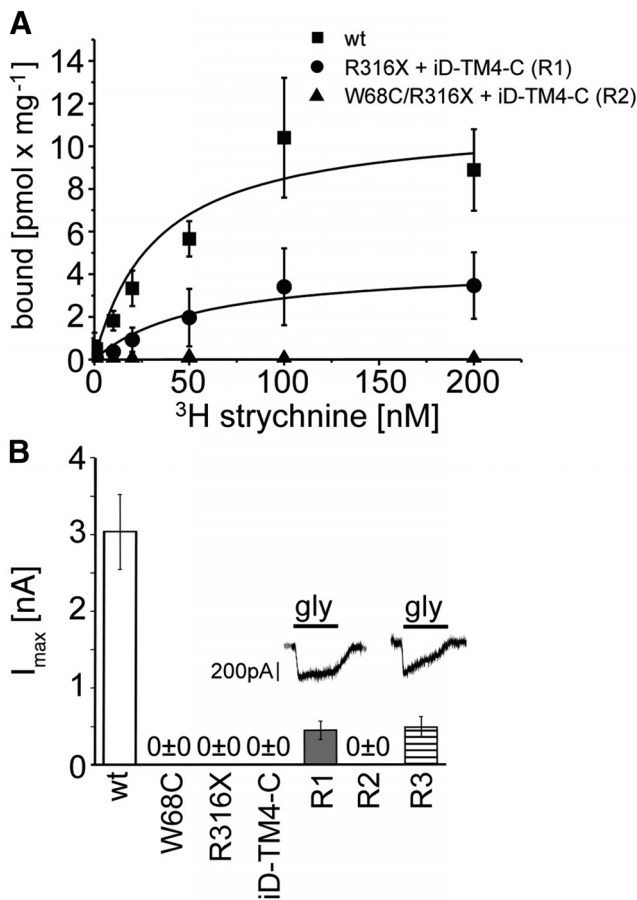 A
wt
R316X + iD-TM4-C (R1)
W68C/R316X + iD-TM4-C (R2)
bound [pmol x mg⁻¹]
14
12
10
8
6
4
2
0
0 50 100 150 200
³H strychnine [nM]
B
I_max [nA]
4
3
2
1
0
gly gly
200pA
0±0 0±0 0±0 0±0
wt W68C R316X iD-TM4-C R1 R2 R3